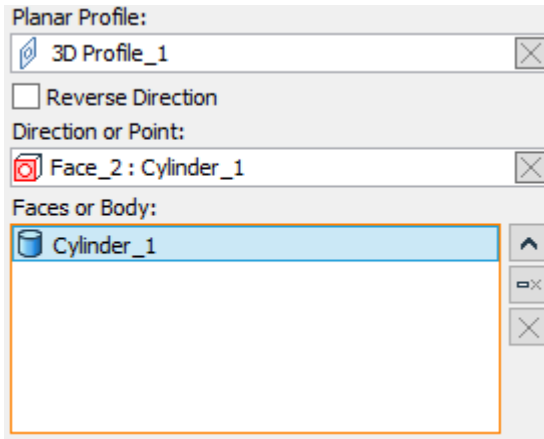 Planar Profile:
3D Profile_1
Reverse Direction
Direction or Point:
Face_2 : Cylinder_1
Faces or Body:
Cylinder_1